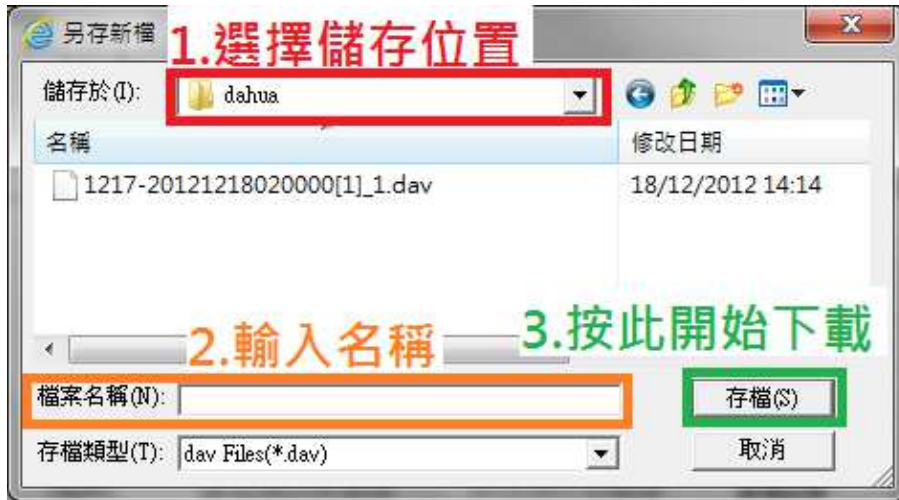 另存新檔
1.選擇儲存位置
儲存於(I):
dahua
名稱
修改日期
1217-20121218020000[1]_1.dav
18/12/2012 14:14
2.輸入名稱
3.按此開始下載
檔案名稱(N):
存檔(S)
存檔類型(T):
dav Files(*.dav)
取消